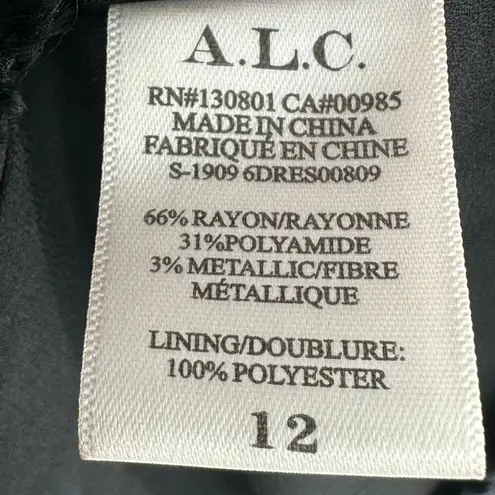 A.L.C.
RN#130801 CA#00985
MADE IN CHINA
FABRIQUÉ EN CHINE
S-1909 6DRES00809
66% RAYON/RAYONNE
31%POLYAMIDE
3% METALLIC/FIBRE
MÉTALLIQUE
LINING/DOUBLURE:
100% POLYESTER
12